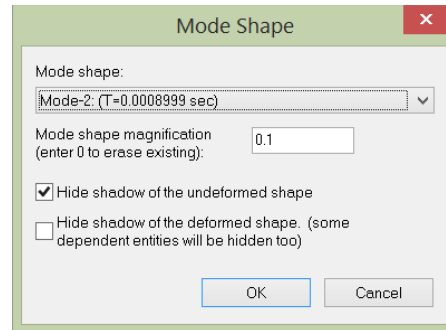 Mode Shape
x
Mode shape:
Mode-2: (T=0.0008999 sec)
Mode shape magnification
(enter 0 to erase existing):
0.1
Hide shadow of the undeformed shape
Hide shadow of the deformed shape. (some
dependent entities will be hidden too)
OK
Cancel